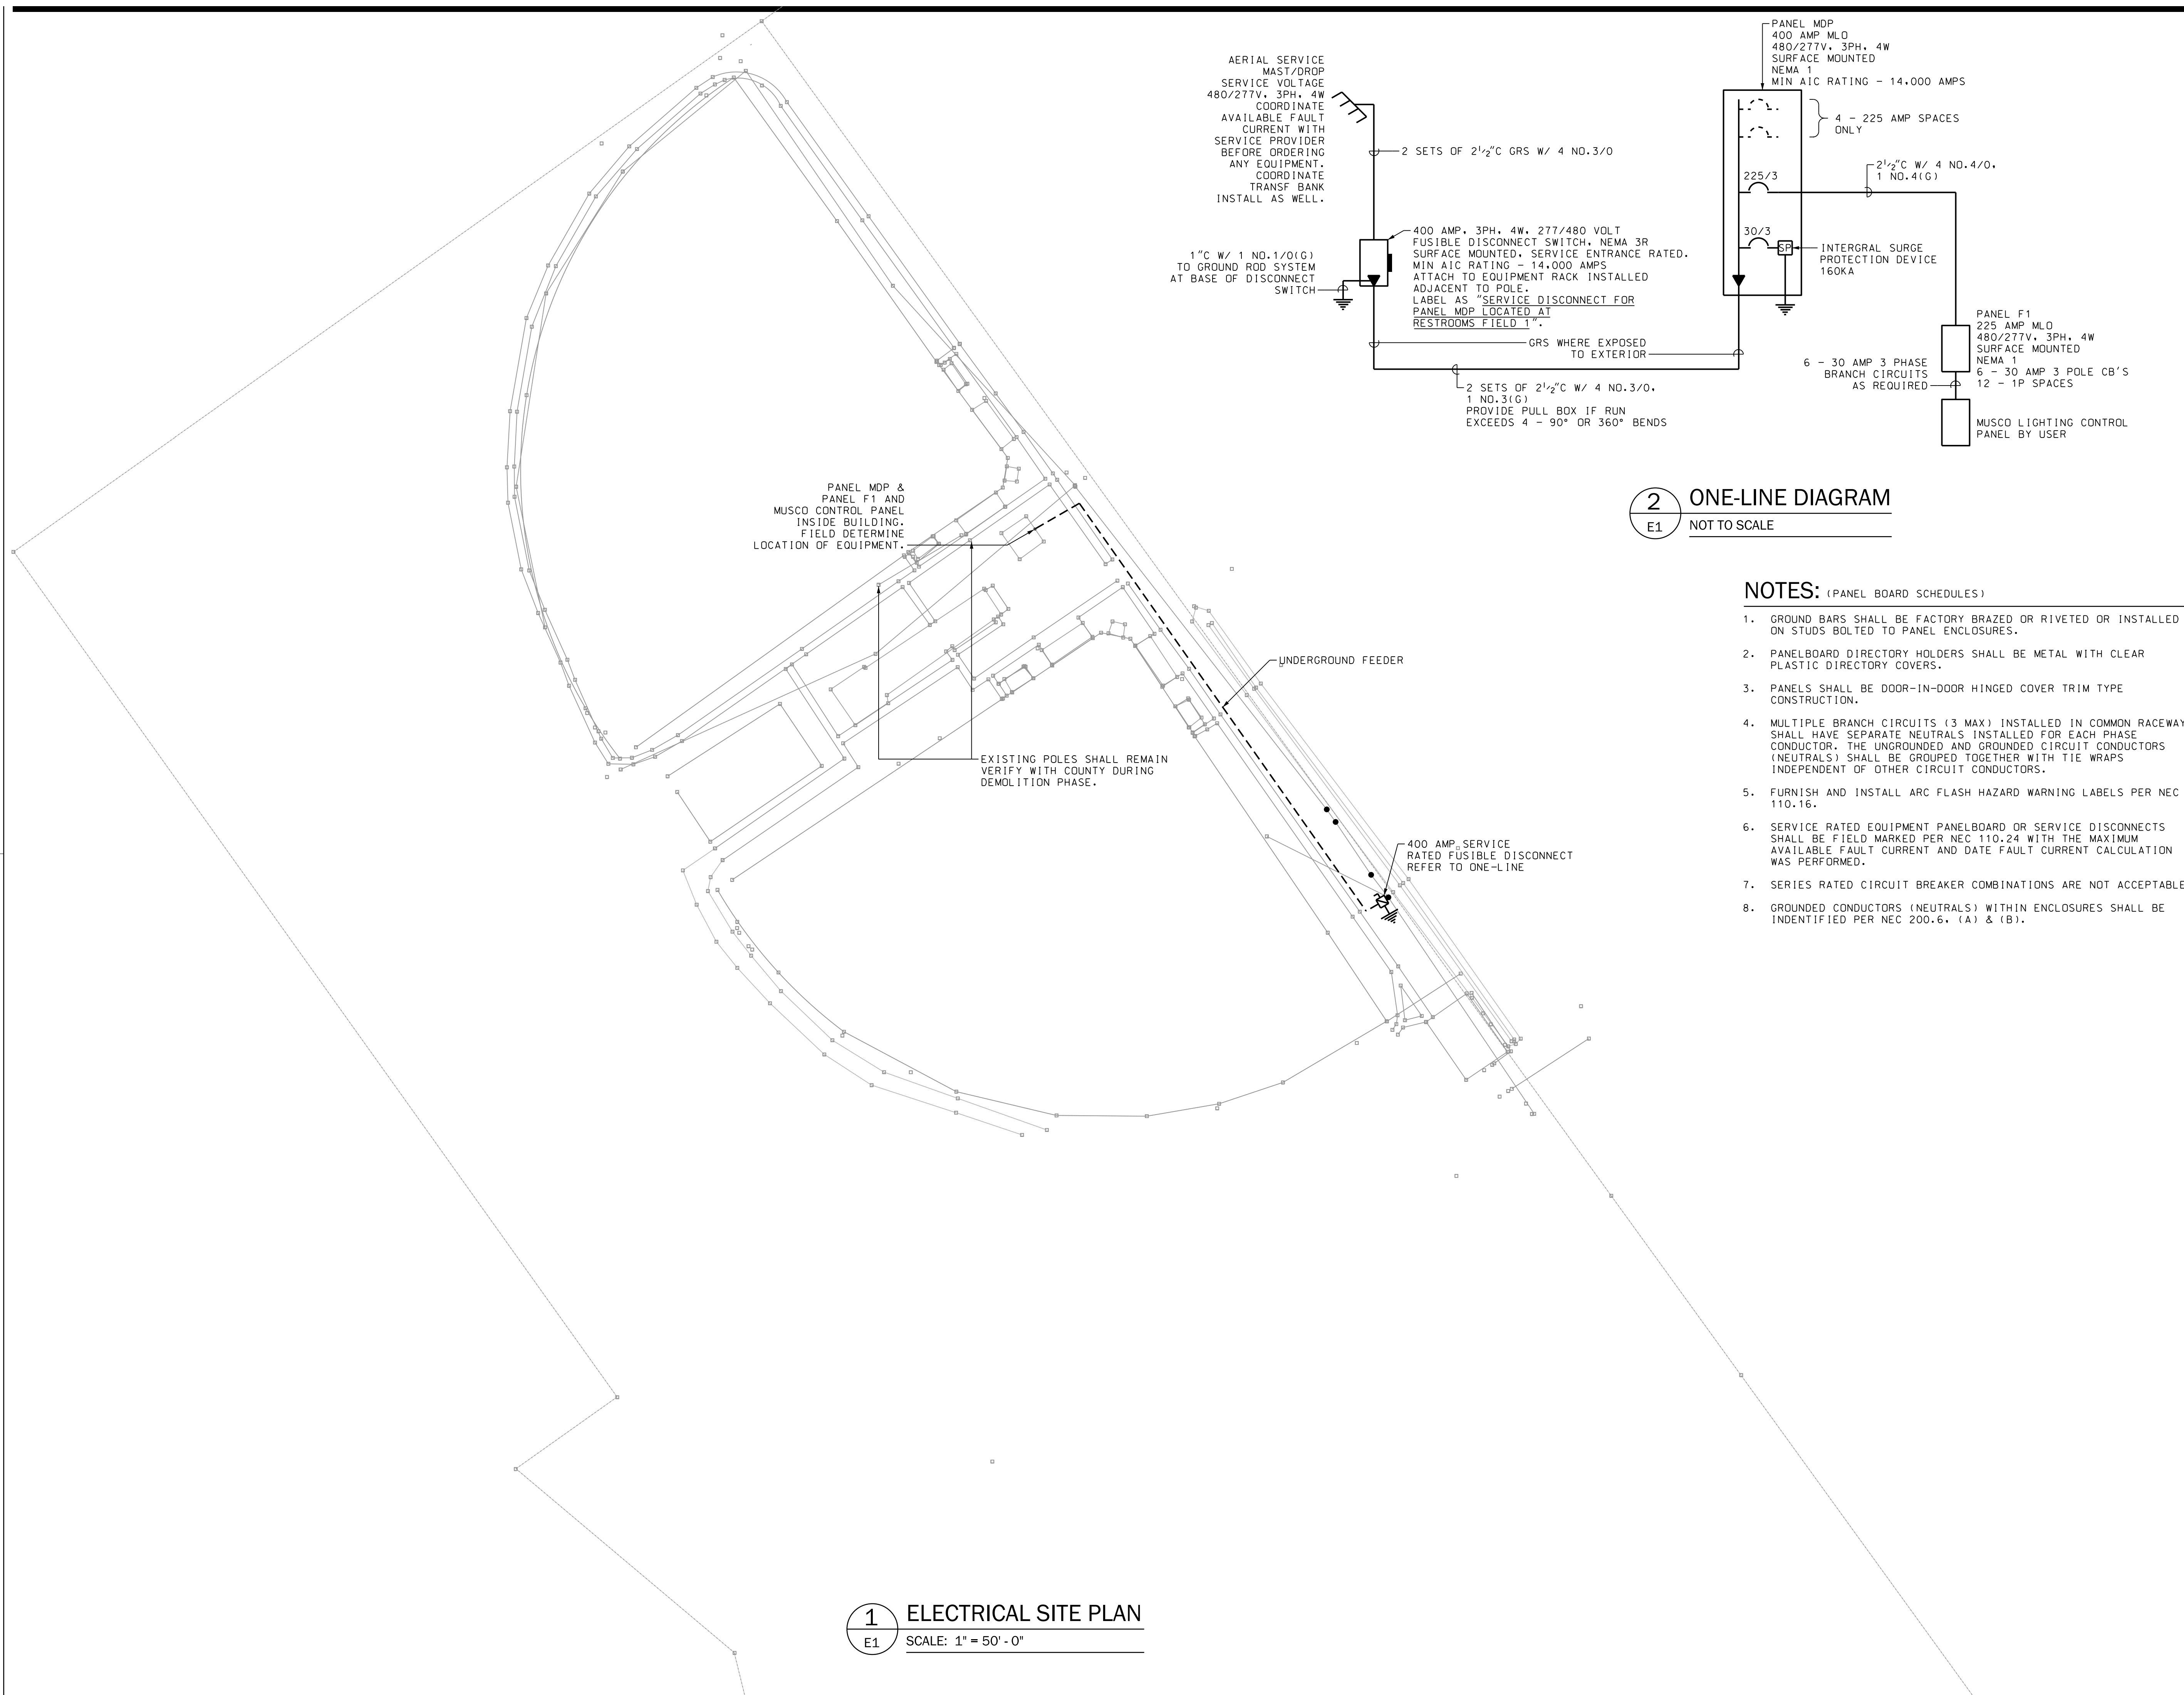 AERIAL SERVICE
MAST/DROP
SERVICE VOLTAGE
480/277V, 3PH, 4W
COORDINATE
AVAILABLE FAULT
CURRENT WITH
SERVICE PROVIDER
BEFORE ORDERING
ANY EQUIPMENT.
COORDINATE
TRANSF BANK
INSTALL AS WELL.
2 SETS OF 2 1/2"C GRS W/ 4 NO.3/0
1"C W/ 1 NO.1/0(G)
TO GROUND ROD SYSTEM
AT BASE OF DISCONNECT
SWITCH
400 AMP, 3PH, 4W, 277/480 VOLT
FUSIBLE DISCONNECT SWITCH, NEMA 3R
SURFACE MOUNTED, SERVICE ENTRANCE RATED.
MIN AIC RATING - 14,000 AMPS
ATTACH TO EQUIPMENT RACK INSTALLED
ADJACENT TO POLE.
LABEL AS "SERVICE DISCONNECT FOR
PANEL MDP LOCATED AT
RESTROOMS FIELD 1".
GRS WHERE EXPOSED
TO EXTERIOR
2 SETS OF 2 1/2"C W/ 4 NO.3/0,
1 NO.3(G)
PROVIDE PULL BOX IF RUN
EXCEEDS 4 - 90° OR 360° BENDS
PANEL MDP
400 AMP MLO
480/277V, 3PH, 4W
SURFACE MOUNTED
NEMA 1
MIN AIC RATING - 14,000 AMPS
4 - 225 AMP SPACES
ONLY
2 1/2"C W/ 4 NO.4/0,
1 NO.4(G)
225/3
30/3
SP
INTERGRAL SURGE
PROTECTION DEVICE
160KA
PANEL F1
225 AMP MLO
480/277V, 3PH, 4W
SURFACE MOUNTED
NEMA 1
6 - 30 AMP 3 POLE CB'S
12 - 1P SPACES
6 - 30 AMP 3 PHASE
BRANCH CIRCUITS
AS REQUIRED
MUSCO LIGHTING CONTROL
PANEL BY USER
2
E1
ONE-LINE DIAGRAM
NOT TO SCALE
PANEL MDP &
PANEL F1 AND
MUSCO CONTROL PANEL
INSIDE BUILDING.
FIELD DETERMINE
LOCATION OF EQUIPMENT.
UNDERGROUND FEEDER
EXISTING POLES SHALL REMAIN
VERIFY WITH COUNTY DURING
DEMOLITION PHASE.
400 AMP SERVICE
RATED FUSIBLE DISCONNECT
REFER TO ONE-LINE
NOTES: (PANEL BOARD SCHEDULES)
1. GROUND BARS SHALL BE FACTORY BRAZED OR RIVETED OR INSTALLED
ON STUDS BOLTED TO PANEL ENCLOSURES.
2. PANELBOARD DIRECTORY HOLDERS SHALL BE METAL WITH CLEAR
PLASTIC DIRECTORY COVERS.
3. PANELS SHALL BE DOOR-IN-DOOR HINGED COVER TRIM TYPE
CONSTRUCTION.
4. MULTIPLE BRANCH CIRCUITS (3 MAX) INSTALLED IN COMMON RACEWAY
SHALL HAVE SEPARATE NEUTRALS INSTALLED FOR EACH PHASE
CONDUCTOR. THE UNGROUNDED AND GROUNDED CIRCUIT CONDUCTORS
(NEUTRALS) SHALL BE GROUPED TOGETHER WITH TIE WRAPS
INDEPENDENT OF OTHER CIRCUIT CONDUCTORS.
5. FURNISH AND INSTALL ARC FLASH HAZARD WARNING LABELS PER NEC
110.16.
6. SERVICE RATED EQUIPMENT PANELBOARD OR SERVICE DISCONNECTS
SHALL BE FIELD MARKED PER NEC 110.24 WITH THE MAXIMUM
AVAILABLE FAULT CURRENT AND DATE FAULT CURRENT CALCULATION
WAS PERFORMED.
7. SERIES RATED CIRCUIT BREAKER COMBINATIONS ARE NOT ACCEPTABLE
8. GROUNDED CONDUCTORS (NEUTRALS) WITHIN ENCLOSURES SHALL BE
INDENTIFIED PER NEC 200.6, (A) & (B).
1
E1
ELECTRICAL SITE PLAN
SCALE: 1" = 50' - 0"